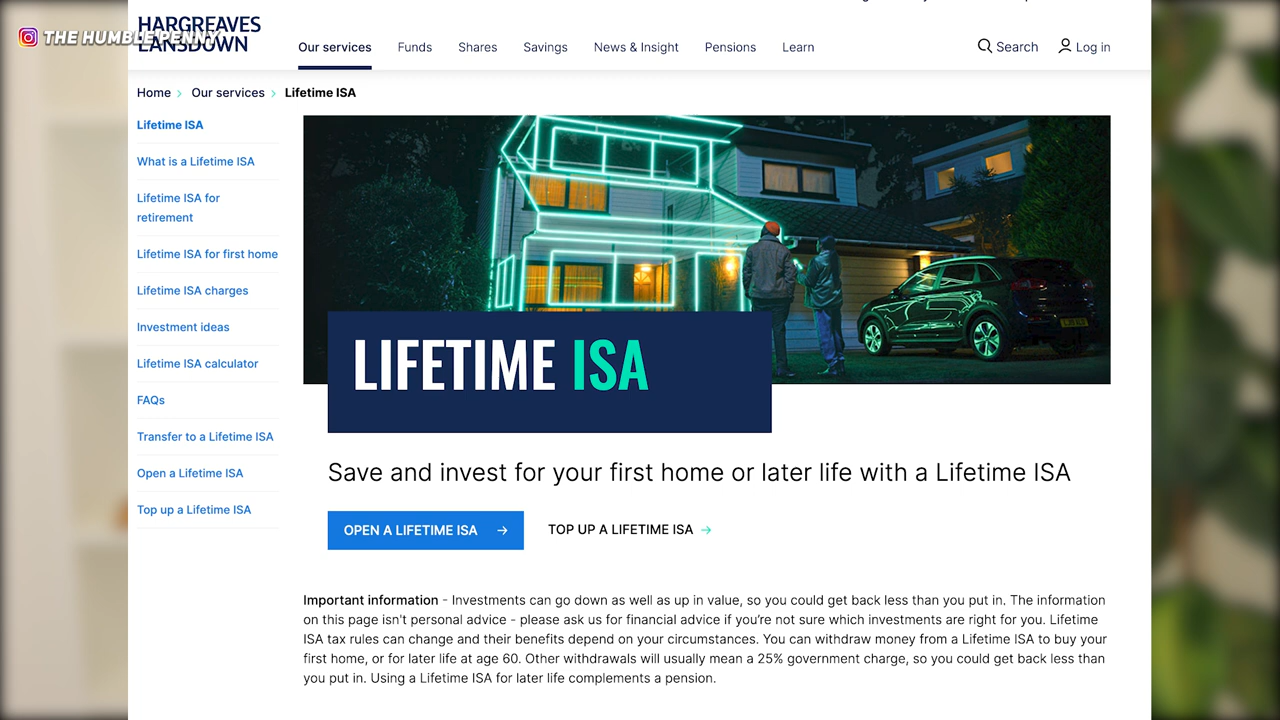 THE HUMBLE PENNY
HARGREAVES
LANSDOWN
Our services
Funds
Shares
Savings
News & Insight
Pensions
Learn
Search
Log in
Home > Our services > Lifetime ISA
Lifetime ISA
What is a Lifetime ISA
Lifetime ISA for
retirement
Lifetime ISA for first home
Lifetime ISA charges
Investment ideas
Lifetime ISA calculator
FAQs
Transfer to a Lifetime ISA
Open a Lifetime ISA
Top up a Lifetime ISA
LIFETIME ISA
Save and invest for your first home or later life with a Lifetime ISA
OPEN A LIFETIME ISA →
TOP UP A LIFETIME ISA →
Important information - Investments can go down as well as up in value, so you could get back less than you put in. The information
on this page isn't personal advice - please ask us for financial advice if you're not sure which investments are right for you. Lifetime
ISA tax rules can change and their benefits depend on your circumstances. You can withdraw money from a Lifetime ISA to buy your
first home, or for later life at age 60. Other withdrawals will usually mean a 25% government charge, so you could get back less than
you put in. Using a Lifetime ISA for later life complements a pension.